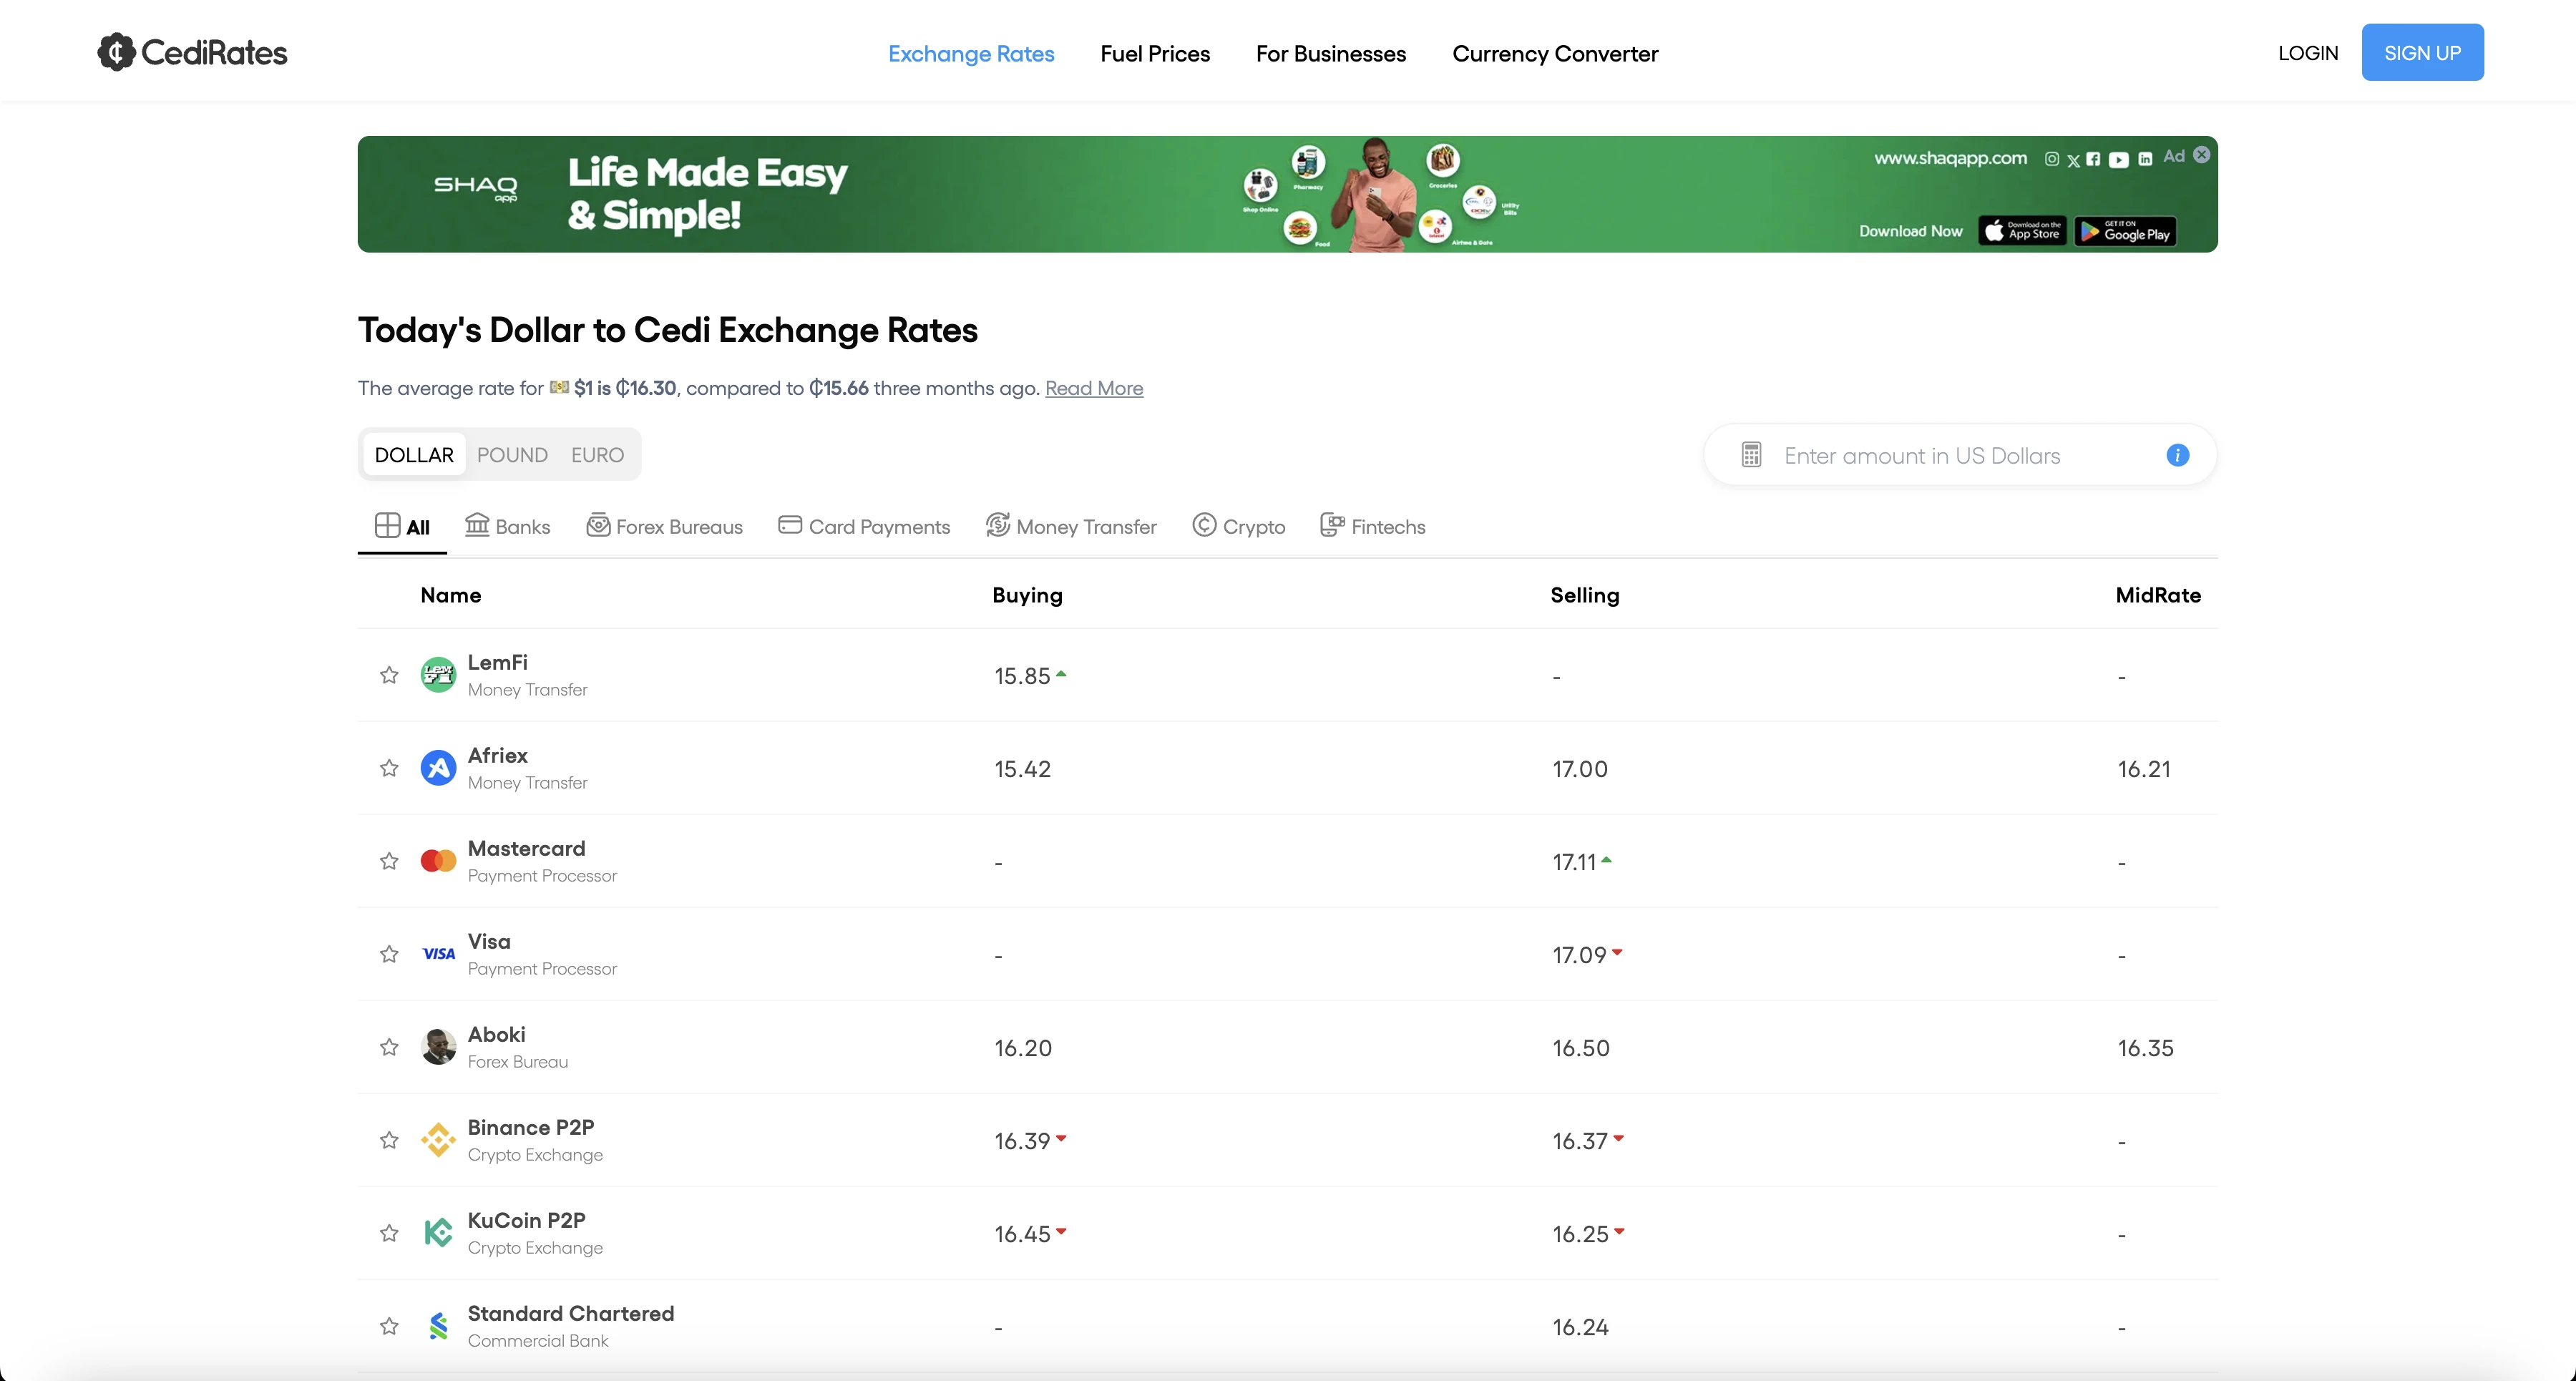 CediRates
Exchange Rates
Fuel Prices
For Businesses
Currency Converter
LOGIN
SIGN UP
SHAQ
app
Life Made Easy
& Simple!
Pharmacy
Shop Online
Food
Groceries
Utility
Bills
Airtime & Data
www.shaqapp.com
Ad
Download Now
Download on the
App Store
GET IT ON
Google Play
Today's Dollar to Cedi Exchange Rates
The average rate for 💵 $1 is ₵16.30, compared to ₵15.66 three months ago. Read More
DOLLAR POUND EURO
Enter amount in US Dollars
All Banks Forex Bureaus Card Payments Money Transfer Crypto Fintechs
Name Buying Selling MidRate
LemFi
Money Transfer
15.85 - -
Afriex
Money Transfer
15.42 17.00 16.21
Mastercard
Payment Processor
- 17.11 -
VISA
Visa
Payment Processor
- 17.09 -
Aboki
Forex Bureau
16.20 16.50 16.35
Binance P2P
Crypto Exchange
16.39 16.37 -
KuCoin P2P
Crypto Exchange
16.45 16.25 -
Standard Chartered
Commercial Bank
- 16.24 -